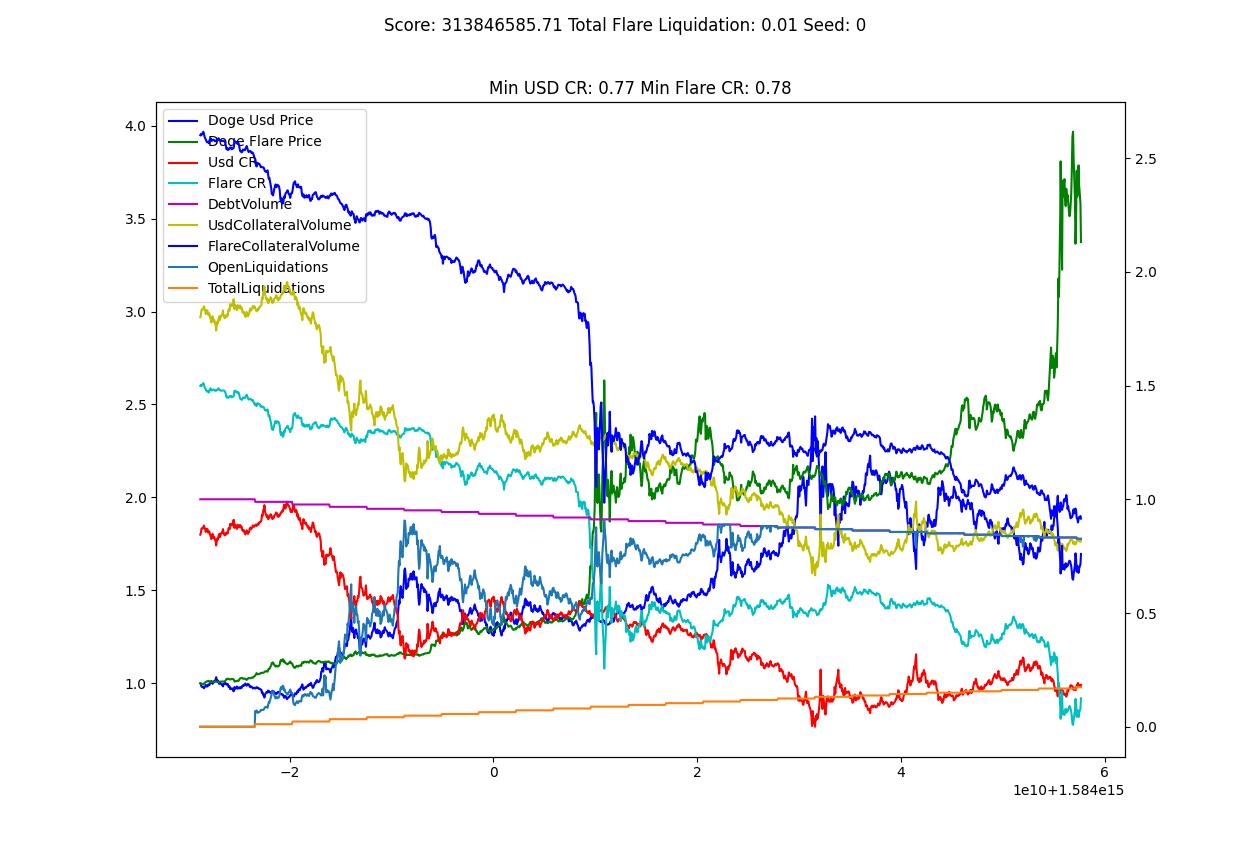 Score: 313846585.71 Total Flare Liquidation: 0.01 Seed: 0
Min USD CR: 0.77 Min Flare CR: 0.78
Doge Usd Price
Doge Flare Price
Usd CR
Flare CR
DebtVolume
UsdCollateralVolume
FlareCollateralVolume
OpenLiquidations
TotalLiquidations
4.0
3.5
3.0
2.5
2.0
1.5
1.0
2.5
2.0
1.5
1.0
0.5
0.0
−2 0 2 4 6
1e10+1.584e15